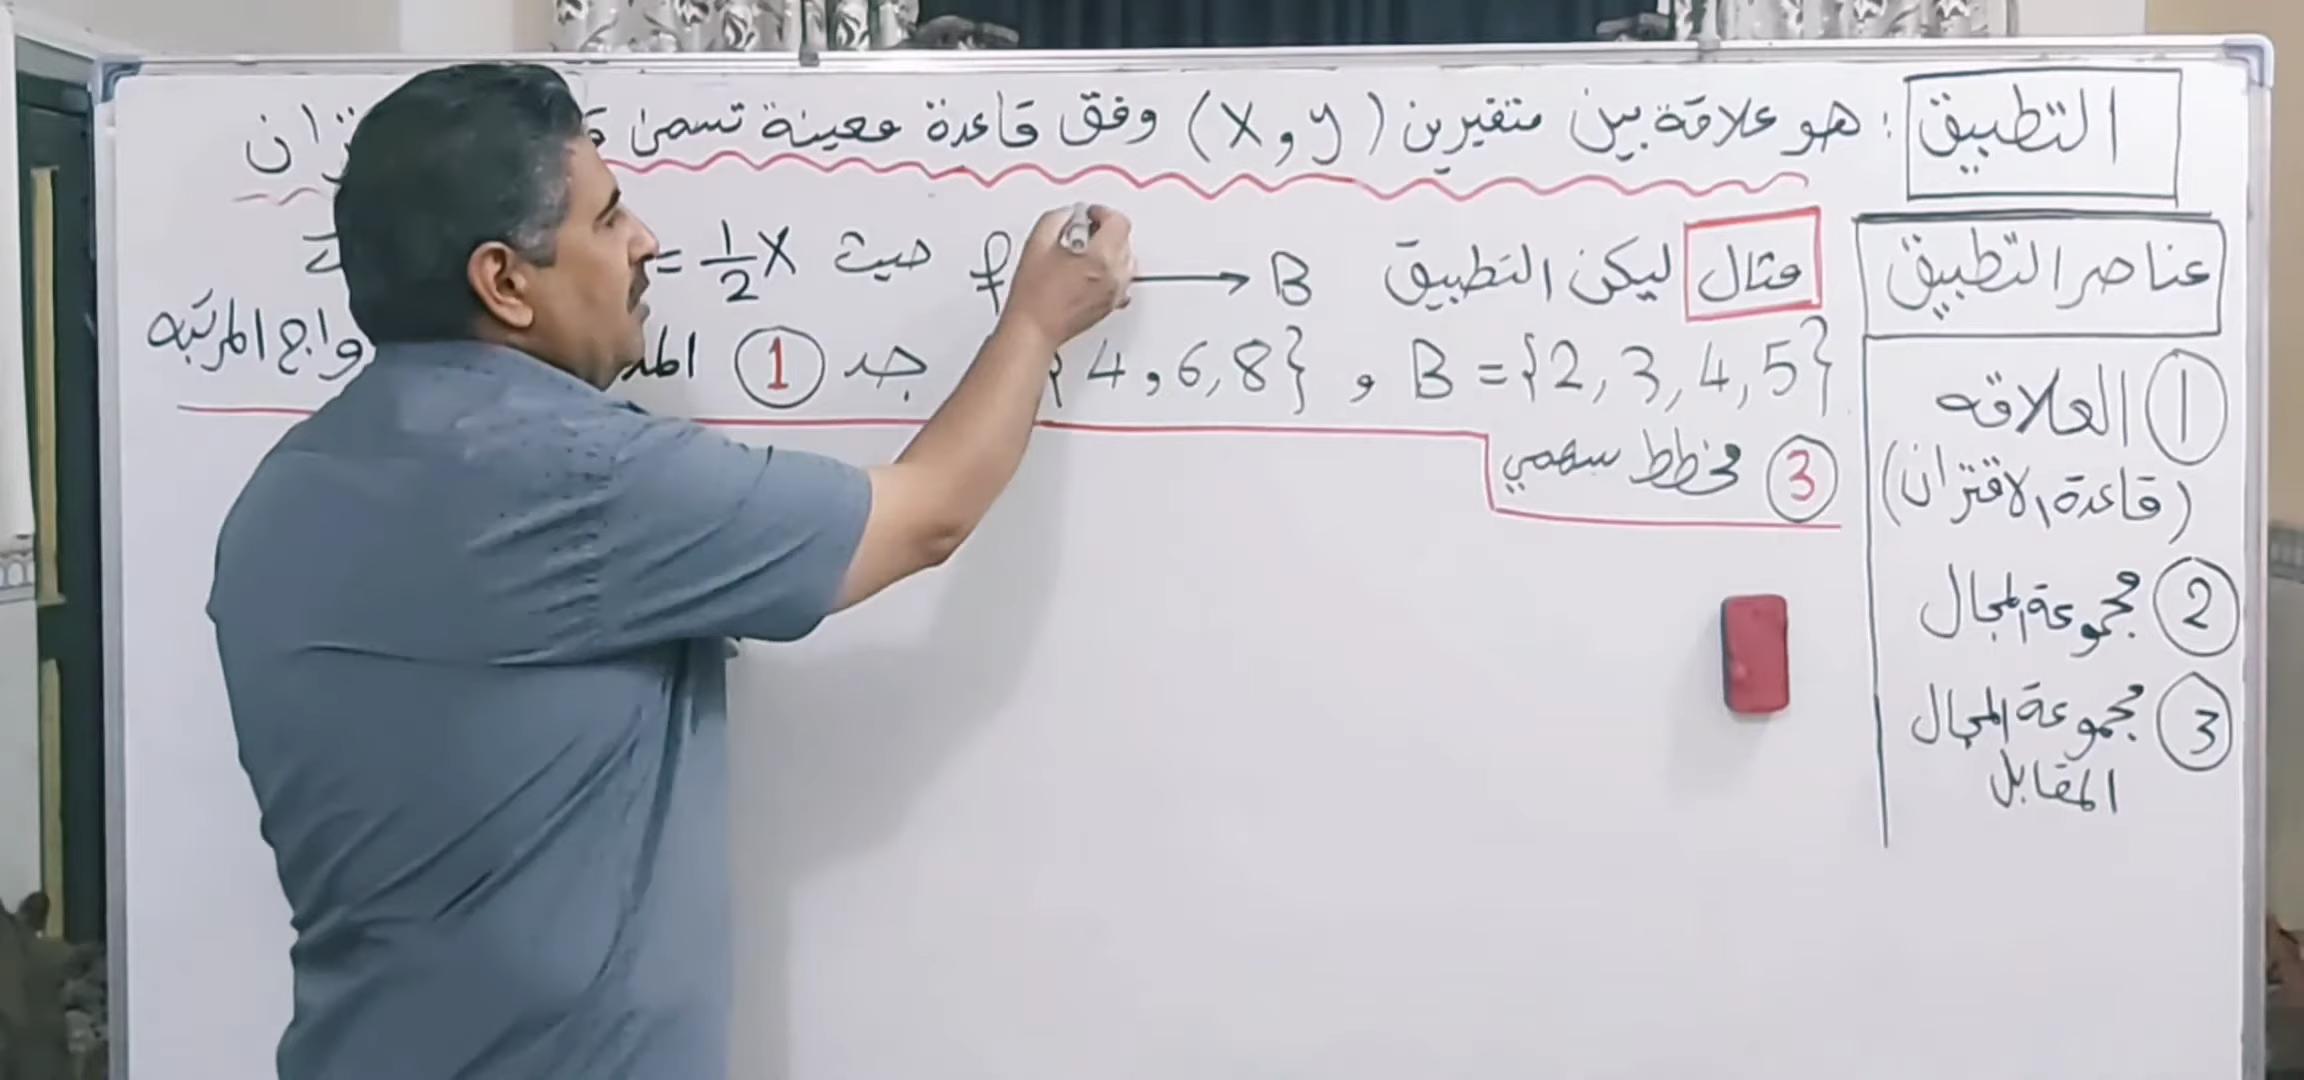 التطبيق : هو علاقة بين متغيرين (x, y) وفق قاعدة معينة تسمى
مثال ليكن التطبيق f → B حيث = 1/2 X
{4, 6, 8} , B = {2, 3, 4, 5} جد ① المد
③ مخطط سهمي
عناصر التطبيق
① العلاقه
(قاعدة الاقتران)
② مجموعة المجال
③ مجموعة المجال
المقابل